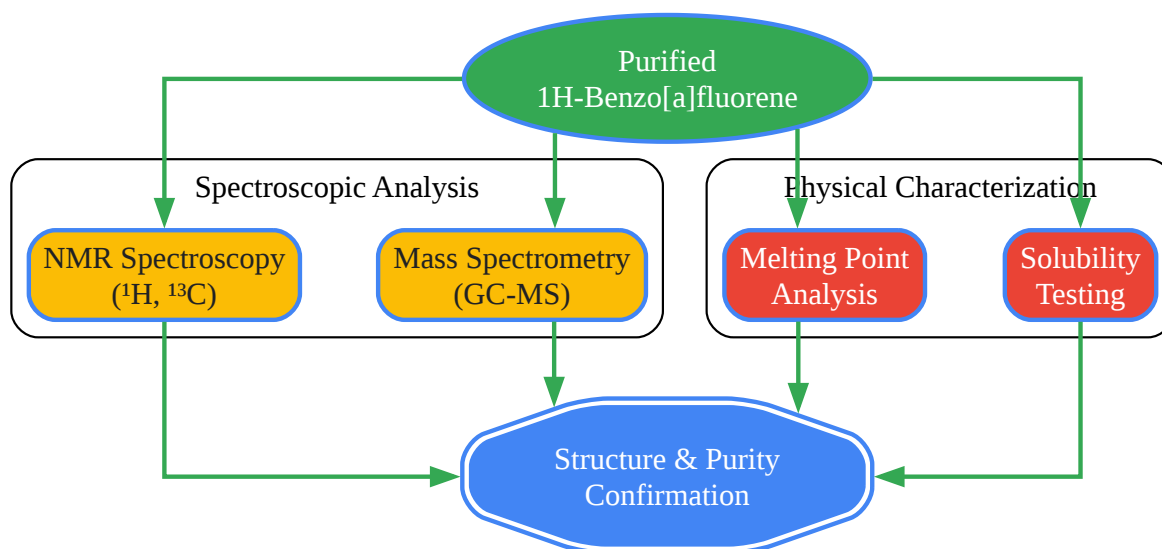 Purified
1H-Benzo[a]fluorene
Spectroscopic Analysis
Physical Characterization
NMR Spectroscopy
(¹H, ¹³C)
Mass Spectrometry
(GC-MS)
Melting Point
Analysis
Solubility
Testing
Structure & Purity
Confirmation